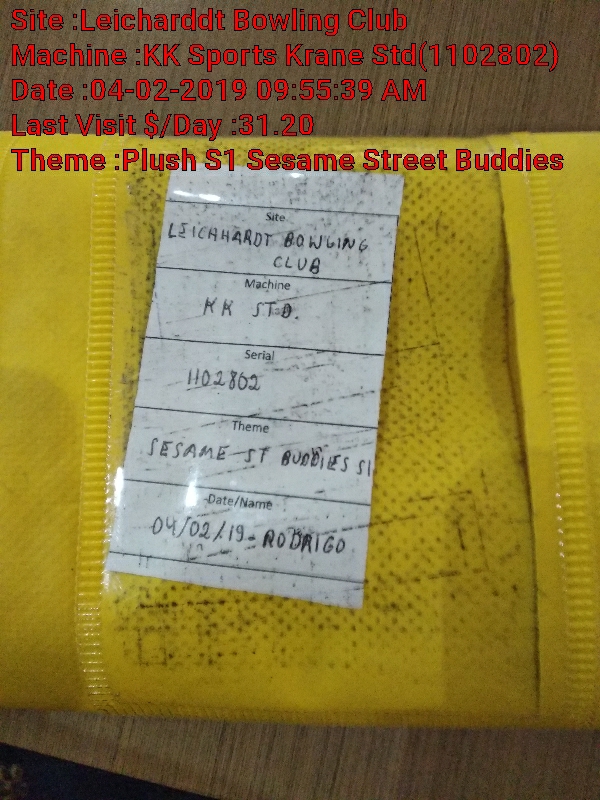 Site :Leicharddt Bowling Club
Machine :KK Sports Krane Std(1102802)
Date :04-02-2019 09:55:39 AM
Last Visit $/Day :31.20
Theme :Plush S1 Sesame Street Buddies
Site
LEICHHARDT BOWLING
CLUB
Machine
KK STD.
Serial
1102802
Theme
SESAME ST BUDDIES S1
Date/Name
04/02/19- RODRIGO